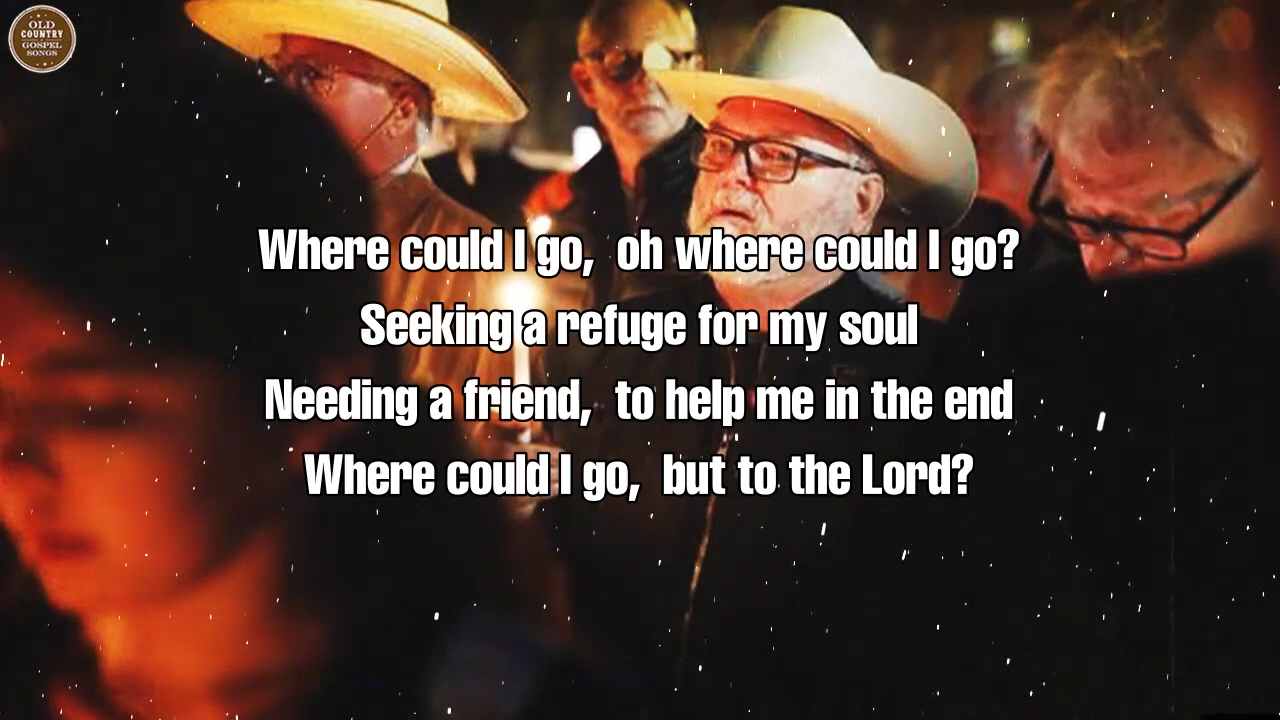 OLD
COUNTRY
GOSPEL
SONGS
Where could I go, oh where could I go?
Seeking a refuge for my soul
Needing a friend, to help me in the end
Where could I go, but to the Lord?